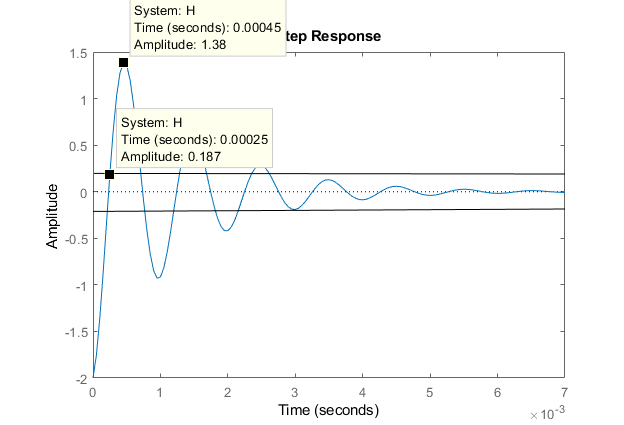 System: H
Time (seconds): 0.00045
Amplitude: 1.38
tep Response
System: H
Time (seconds): 0.00025
Amplitude: 0.187
1.5
1
0.5
0
-0.5
-1
-1.5
-2
Amplitude
0 1 2 3 4 5 6 7
Time (seconds)
×10⁻³